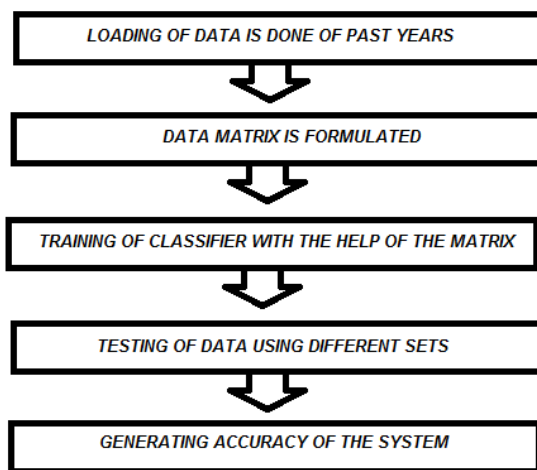 LOADING OF DATA IS DONE OF PAST YEARS
DATA MATRIX IS FORMULATED
TRAINING OF CLASSIFIER WITH THE HELP OF THE MATRIX
TESTING OF DATA USING DIFFERENT SETS
GENERATING ACCURACY OF THE SYSTEM